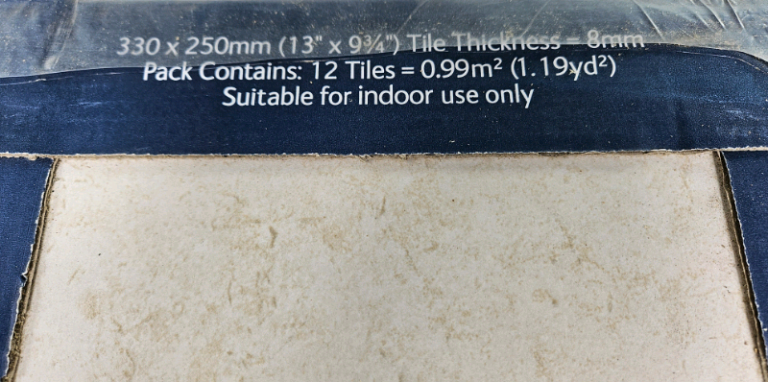 330 x 250mm (13" x 9¾") Tile Thickness = 8mm
Pack Contains: 12 Tiles = 0.99m² (1.19yd²)
Suitable for indoor use only